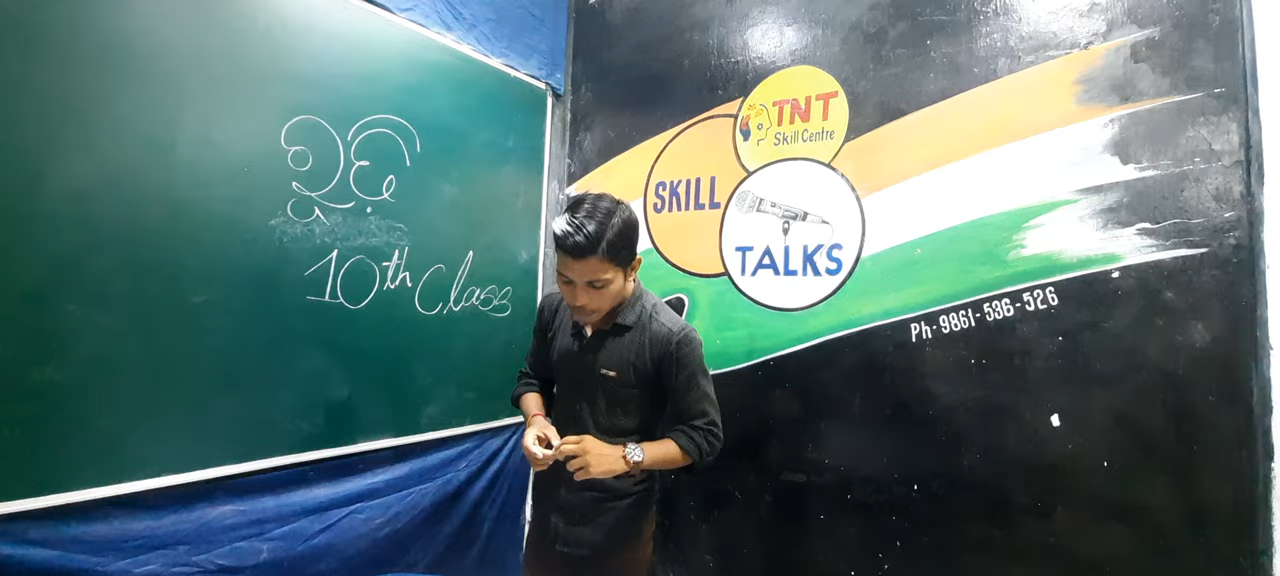 ରୂଢ଼ି
10th Class
TNT
Skill Centre
SKILL
TALKS
Ph-9861-536-526